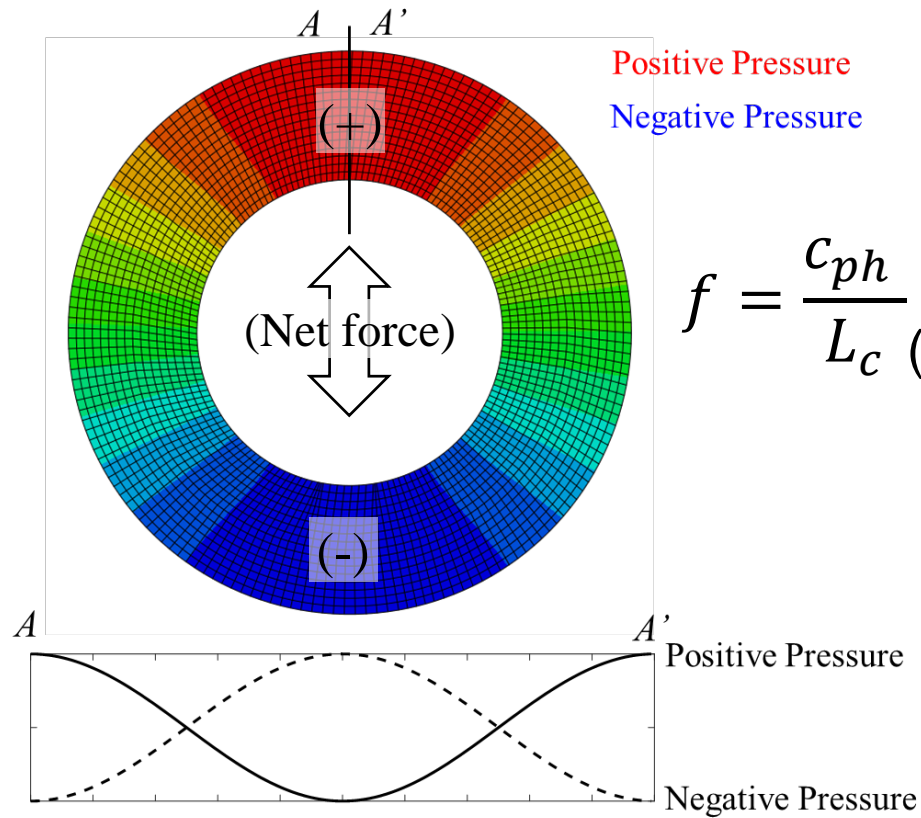 A A’
Positive Pressure
Negative Pressure
(+)
(Net force)
f = c_ph / L_c (
(-)
A A’
Positive Pressure
Negative Pressure